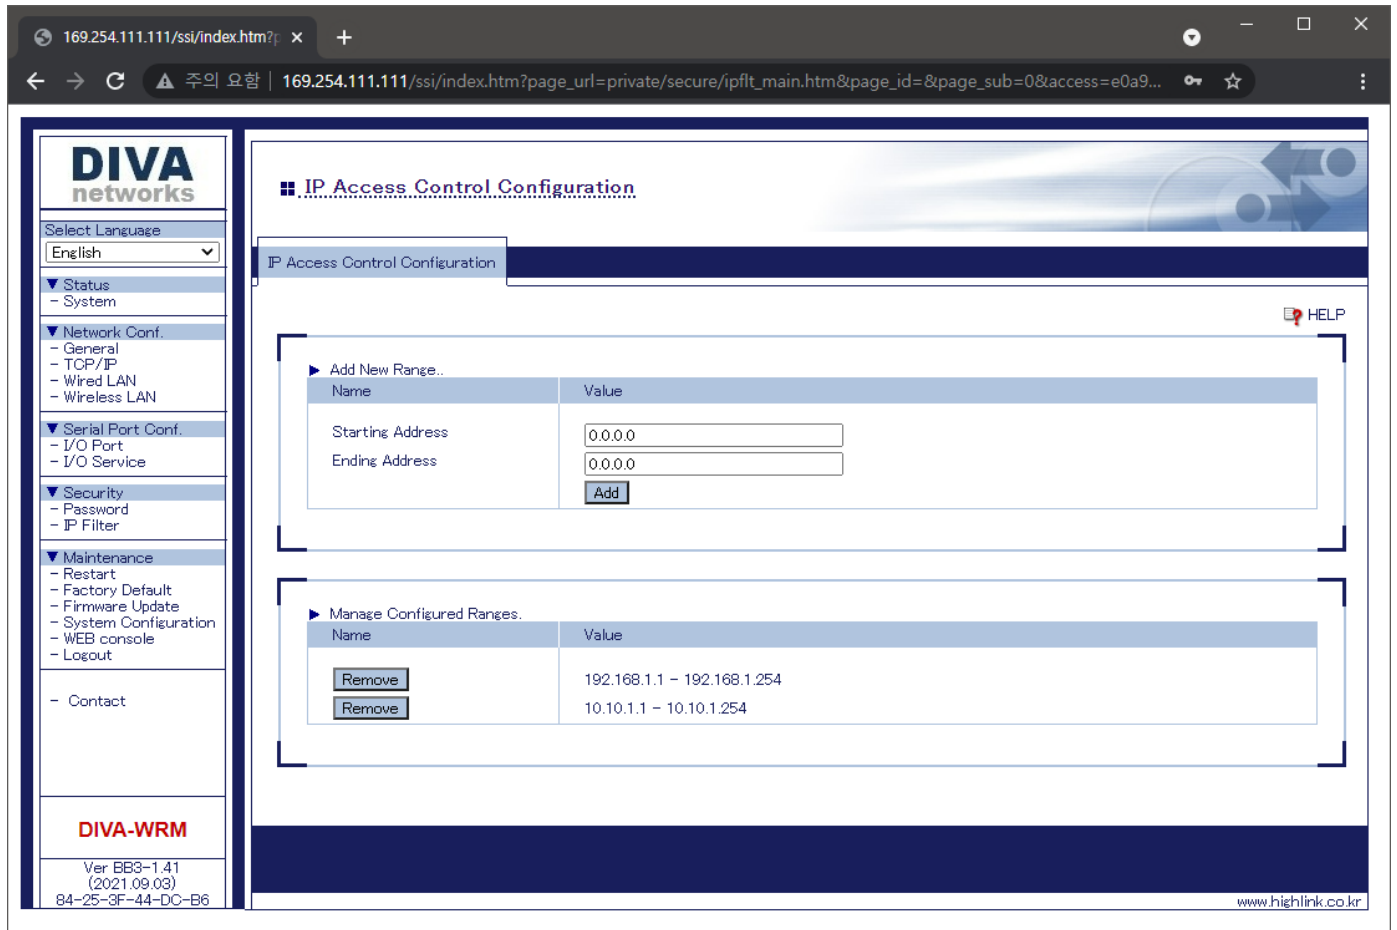 169.254.111.111/ssi/index.htm?p
주의 요함 | 169.254.111.111/ssi/index.htm?page_url=private/secure/ipflt_main.htm&page_id=&page_sub=0&access=e0a9...
DIVA
networks
Select Language
English
▼ Status
- System
▼ Network Conf.
- General
- TCP/IP
- Wired LAN
- Wireless LAN
▼ Serial Port Conf.
- I/O Port
- I/O Service
▼ Security
- Password
- IP Filter
▼ Maintenance
- Restart
- Factory Default
- Firmware Update
- System Configuration
- WEB console
- Logout
- Contact
DIVA-WRM
Ver BB3-1.41
(2021.09.03)
84-25-3F-44-DC-B6
IP Access Control Configuration
IP Access Control Configuration
HELP
Add New Range..
Name Value
Starting Address 0.0.0.0
Ending Address 0.0.0.0
Add
Manage Configured Ranges.
Name Value
Remove 192.168.1.1 - 192.168.1.254
Remove 10.10.1.1 - 10.10.1.254
www.highlink.co.kr